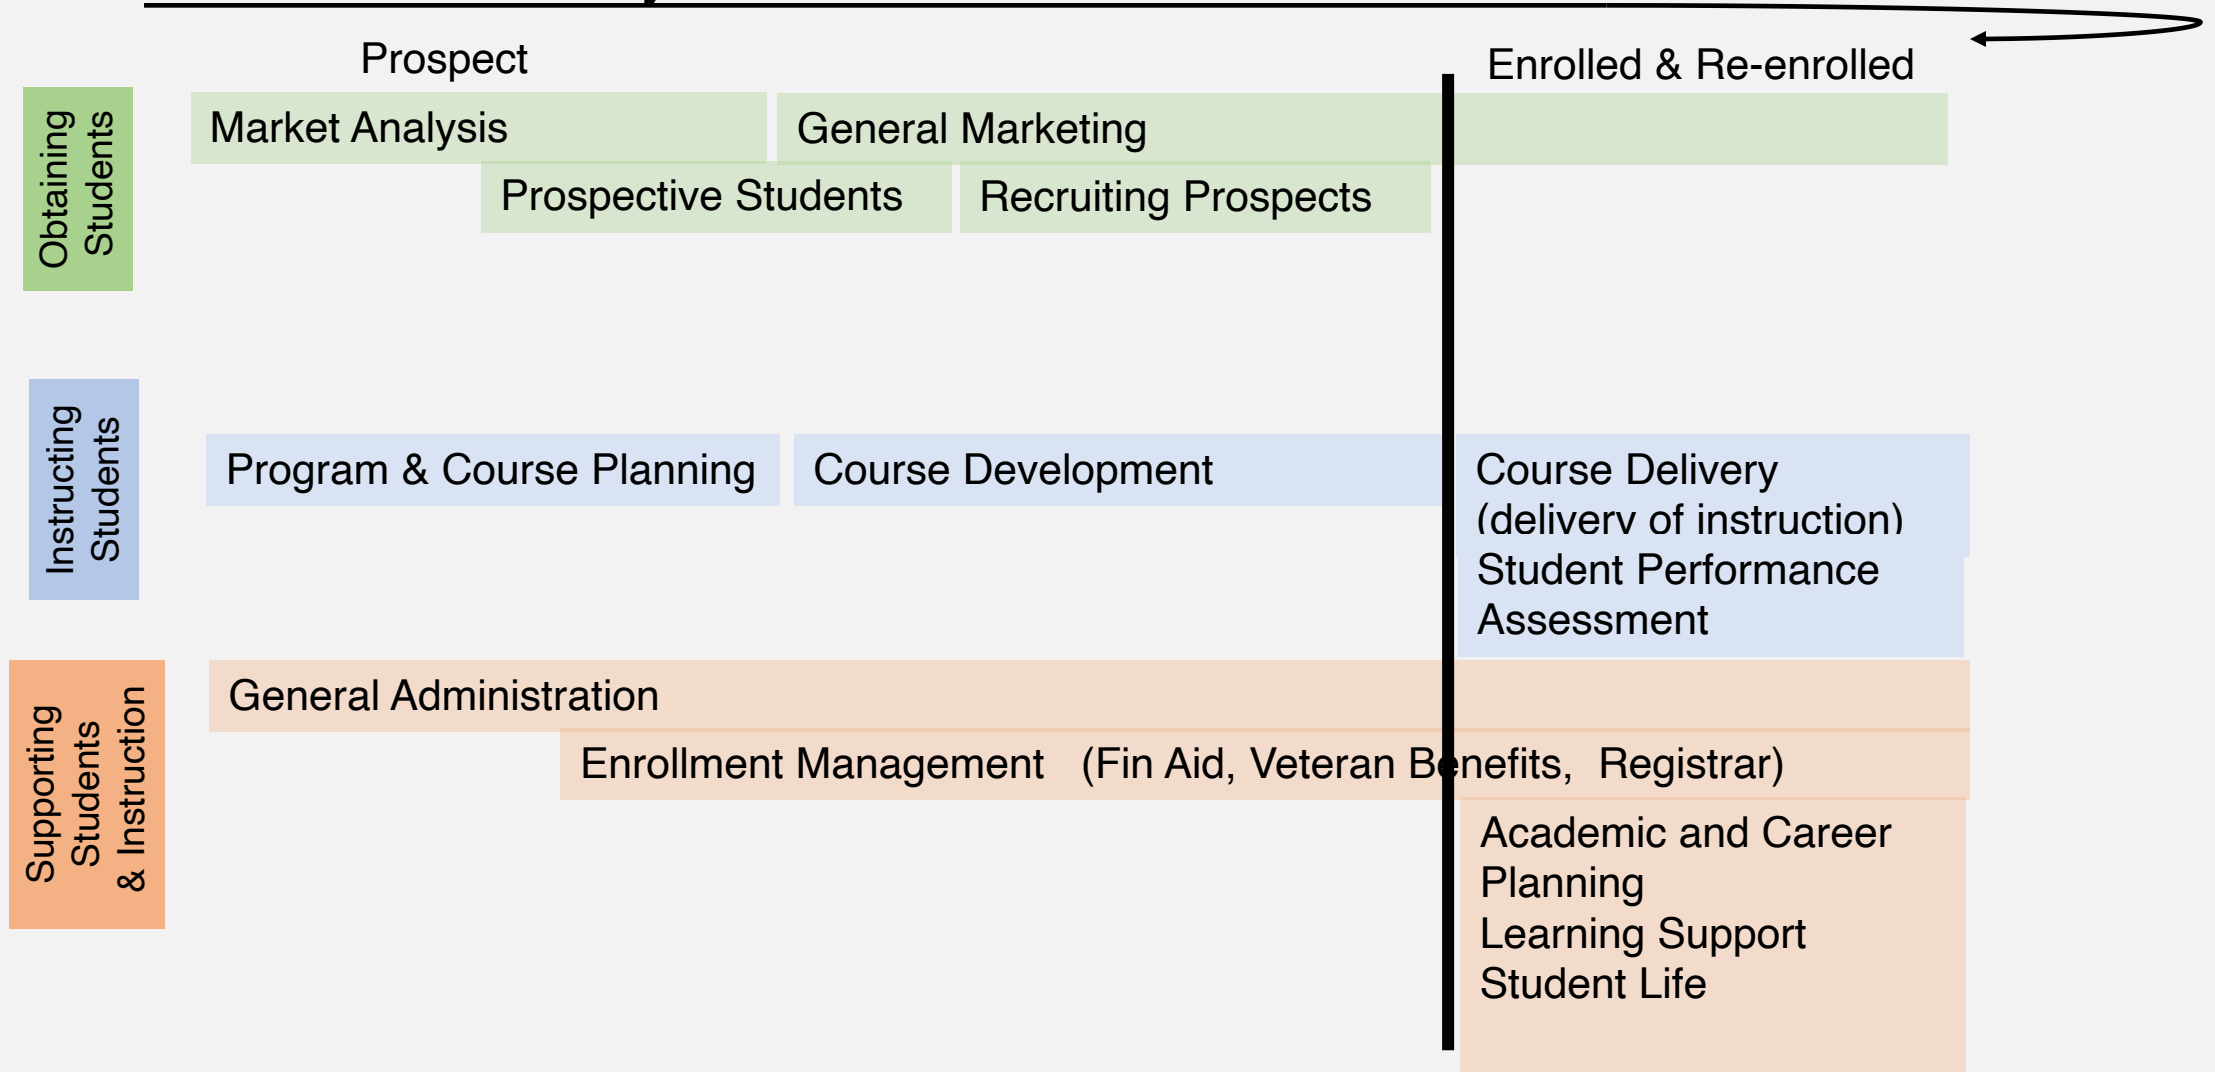 Prospect
Enrolled & Re-enrolled
Obtaining
Students
Market Analysis
General Marketing
Prospective Students
Recruiting Prospects
Instructing
Students
Program & Course Planning
Course Development
Course Delivery
(delivery of instruction)
Student Performance
Assessment
Supporting
Students
& Instruction
General Administration
Enrollment Management (Fin Aid, Veteran Benefits, Registrar)
Academic and Career
Planning
Learning Support
Student Life